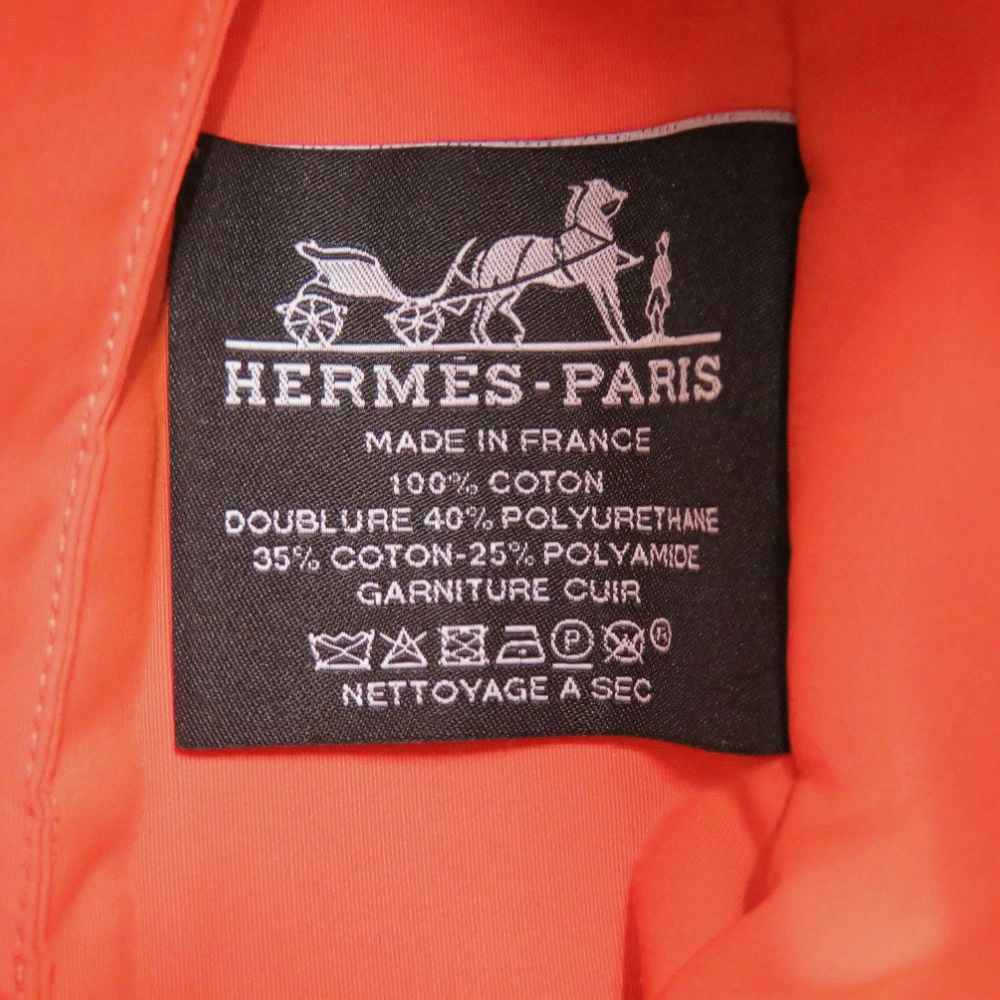 HERMÈS-PARIS
MADE IN FRANCE
100% COTON
DOUBLURE 40% POLYURETHANE
35% COTON-25% POLYAMIDE
GARNITURE CUIR
P ®
NETTOYAGE A SEC